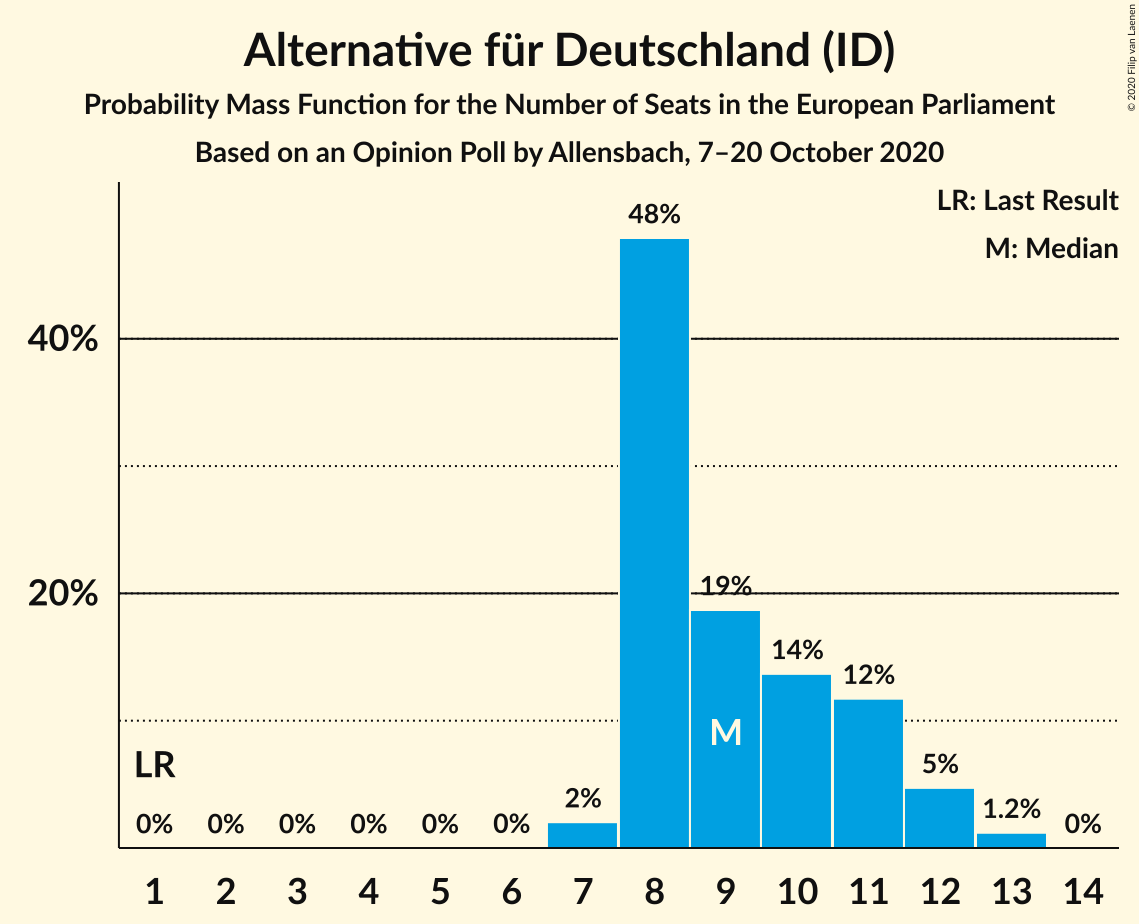 Alternative für Deutschland (ID)
Probability Mass Function for the Number of Seats in the European Parliament
Based on an Opinion Poll by Allensbach, 7–20 October 2020
© 2020 Filip van Laenen
LR: Last Result
M: Median
48%
40%
20%
19%
14%
12%
M
LR
5%
2%
1.2%
0% 0% 0% 0% 0% 0% 0%
1 2 3 4 5 6 7 8 9 10 11 12 13 14